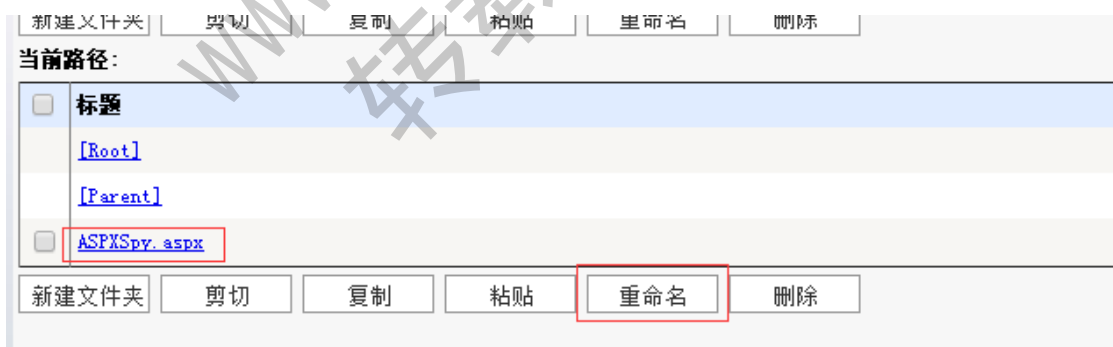 新建文件夹 剪切 复制 粘贴 重命名 删除
当前路径:
标题
[Root]
[Parent]
ASPXSpy.aspx
新建文件夹 剪切 复制 粘贴 重命名 删除